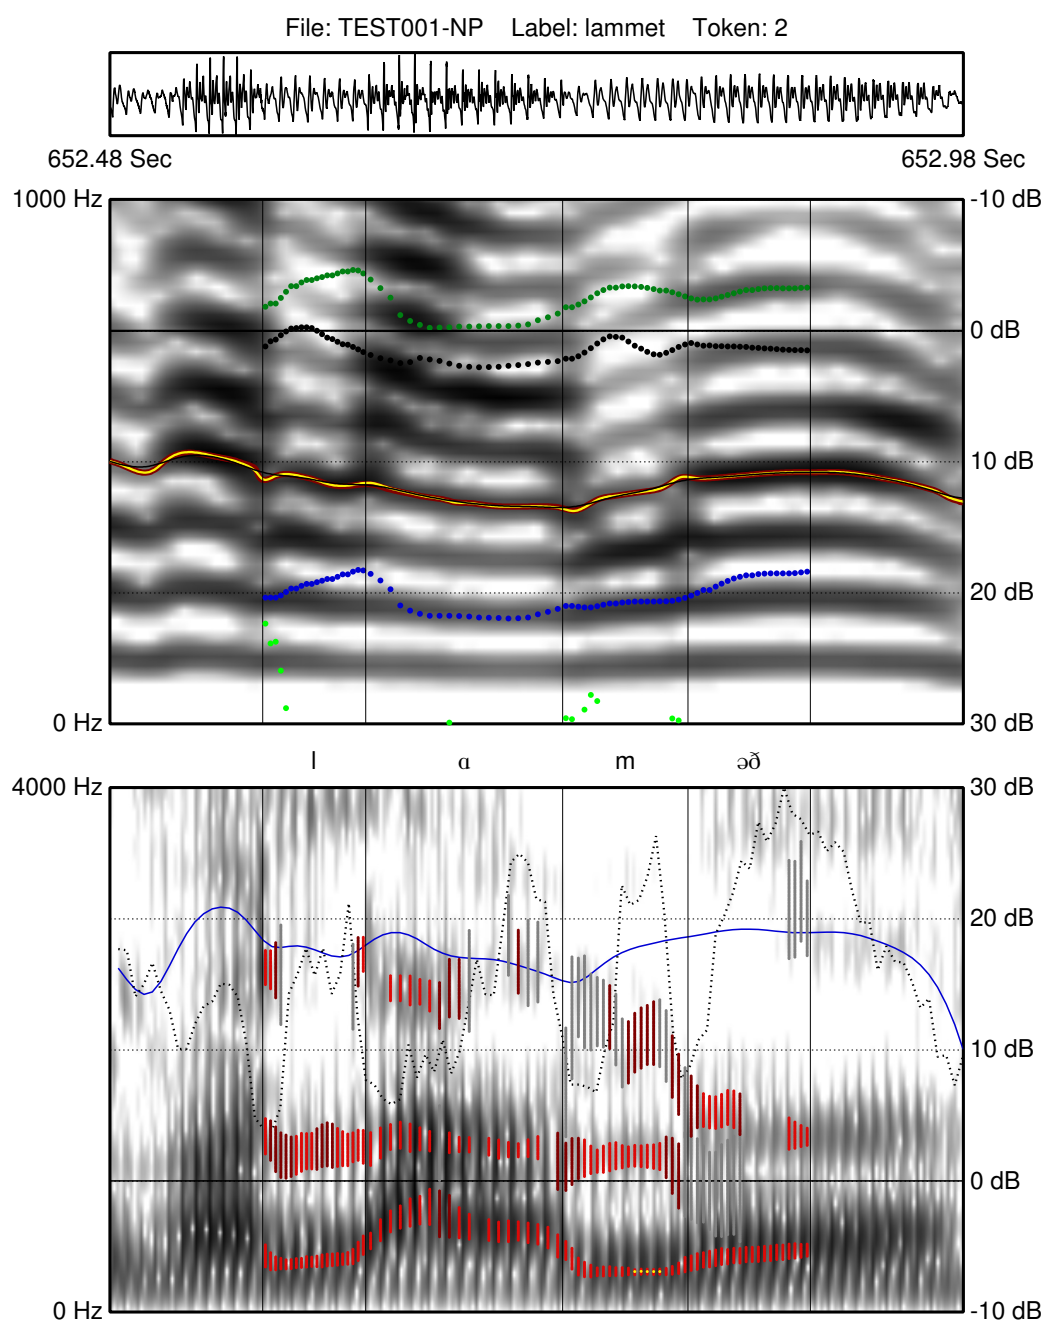 File: TEST001-NP Label: lammet Token: 2
652.48 Sec 652.98 Sec
1000 Hz -10 dB
0 dB
10 dB
20 dB
0 Hz 30 dB
l ɑ m əð
4000 Hz 30 dB
20 dB
10 dB
0 dB
0 Hz -10 dB